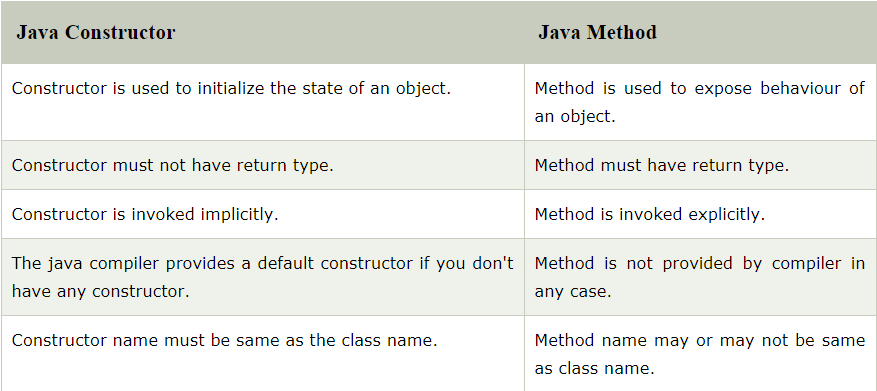 Java Constructor
Java Method
Constructor is used to initialize the state of an object.
Method is used to expose behaviour of
an object.
Constructor must not have return type.
Method must have return type.
Constructor is invoked implicitly.
Method is invoked explicitly.
The java compiler provides a default constructor if you don't
have any constructor.
Method is not provided by compiler in
any case.
Constructor name must be same as the class name.
Method name may or may not be same
as class name.